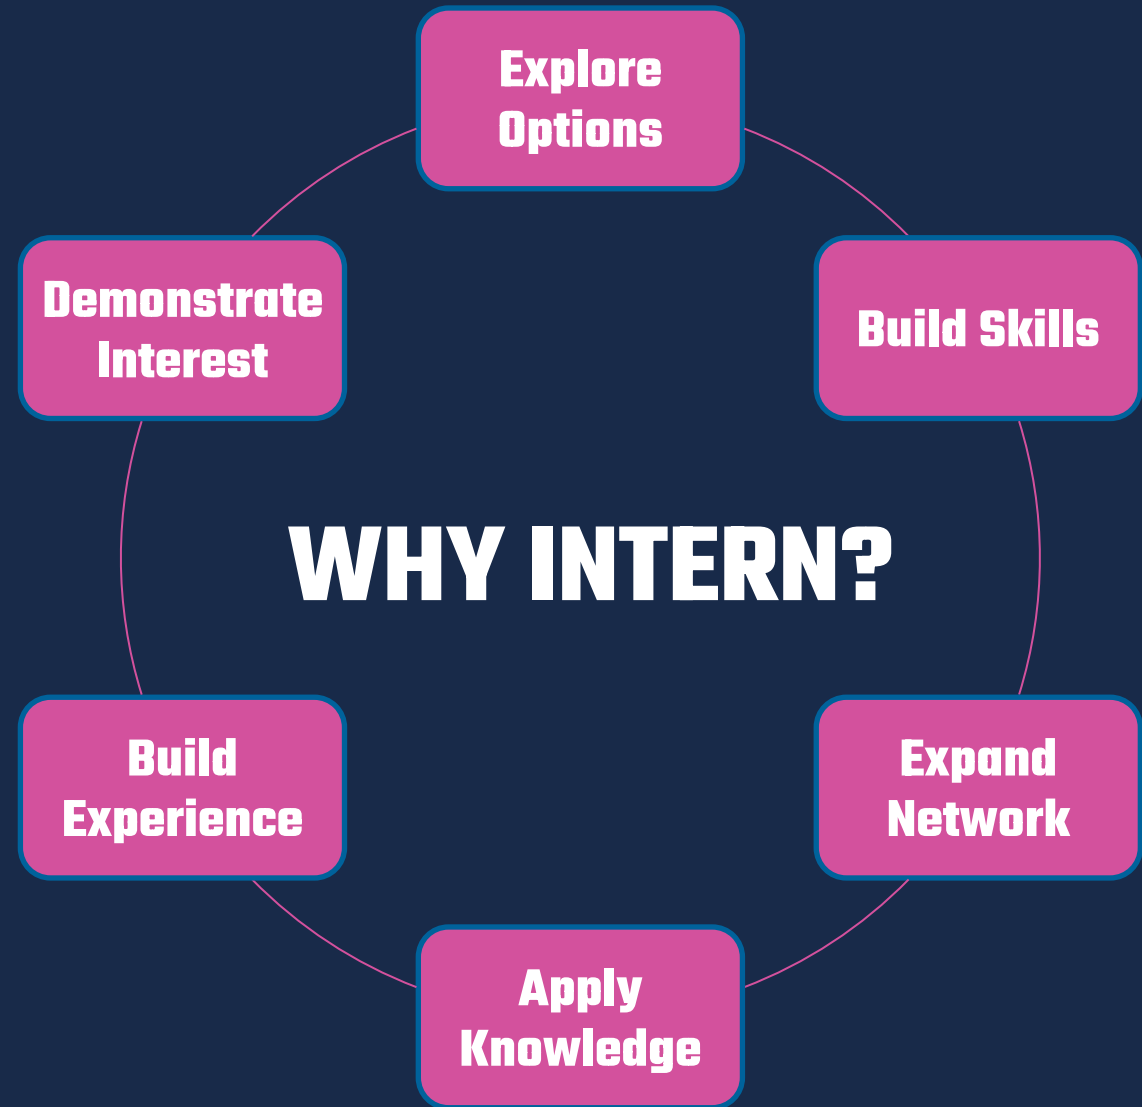 Explore
Options
Build Skills
Expand
Network
Apply
Knowledge
Build
Experience
Demonstrate
Interest
WHY INTERN?